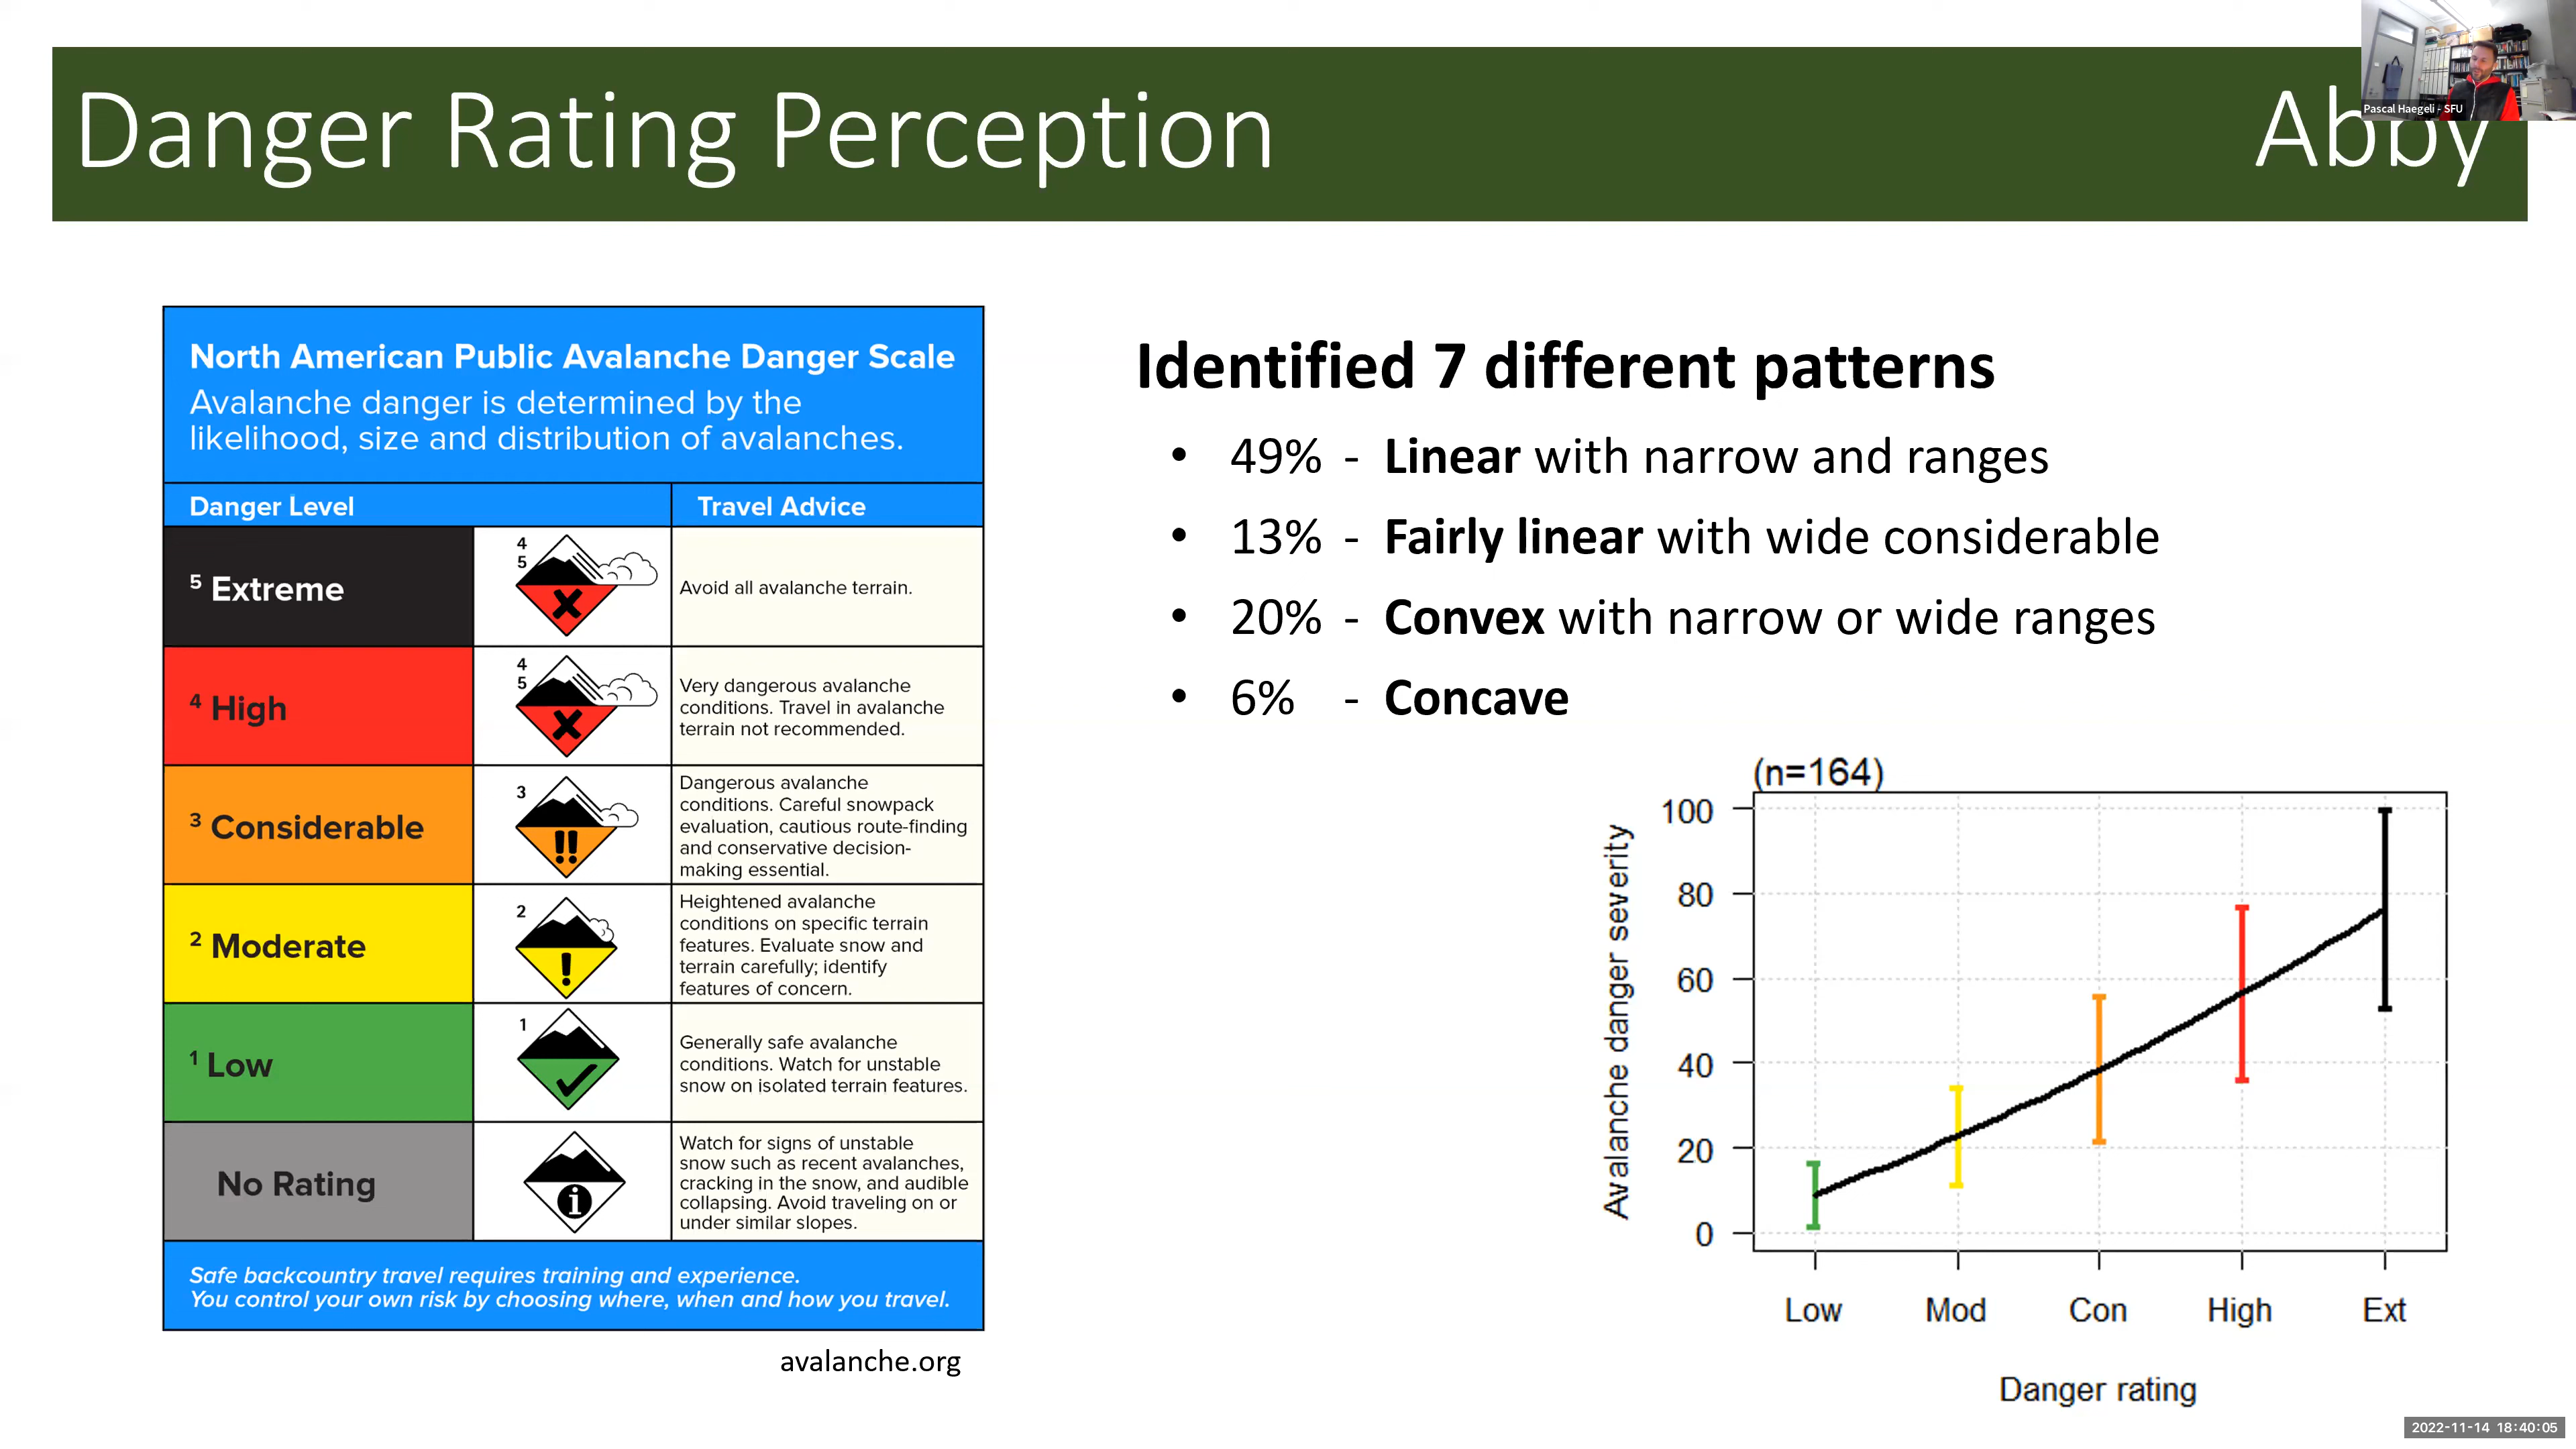 Danger Rating Perception
Abby
Pascal Haegeli - SFU
North American Public Avalanche Danger Scale
Avalanche danger is determined by the
likelihood, size and distribution of avalanches.
Danger Level
Travel Advice
5 Extreme
4
5
Avoid all avalanche terrain.
4 High
4
5
Very dangerous avalanche
conditions. Travel in avalanche
terrain not recommended.
3 Considerable
3
!!
Dangerous avalanche
conditions. Careful snowpack
evaluation, cautious route-finding
and conservative decision-
making essential.
2 Moderate
2
!
Heightened avalanche
conditions on specific terrain
features. Evaluate snow and
terrain carefully; identify
features of concern.
1 Low
1
Generally safe avalanche
conditions. Watch for unstable
snow on isolated terrain features.
No Rating
i
Watch for signs of unstable
snow such as recent avalanches,
cracking in the snow, and audible
collapsing. Avoid traveling on or
under similar slopes.
Safe backcountry travel requires training and experience.
You control your own risk by choosing where, when and how you travel.
avalanche.org
Identified 7 different patterns
• 49% - Linear with narrow and ranges
• 13% - Fairly linear with wide considerable
• 20% - Convex with narrow or wide ranges
• 6% - Concave
(n=164)
Avalanche danger severity
100
80
60
40
20
0
Low Mod Con High Ext
Danger rating
2022-11-14 18:40:05